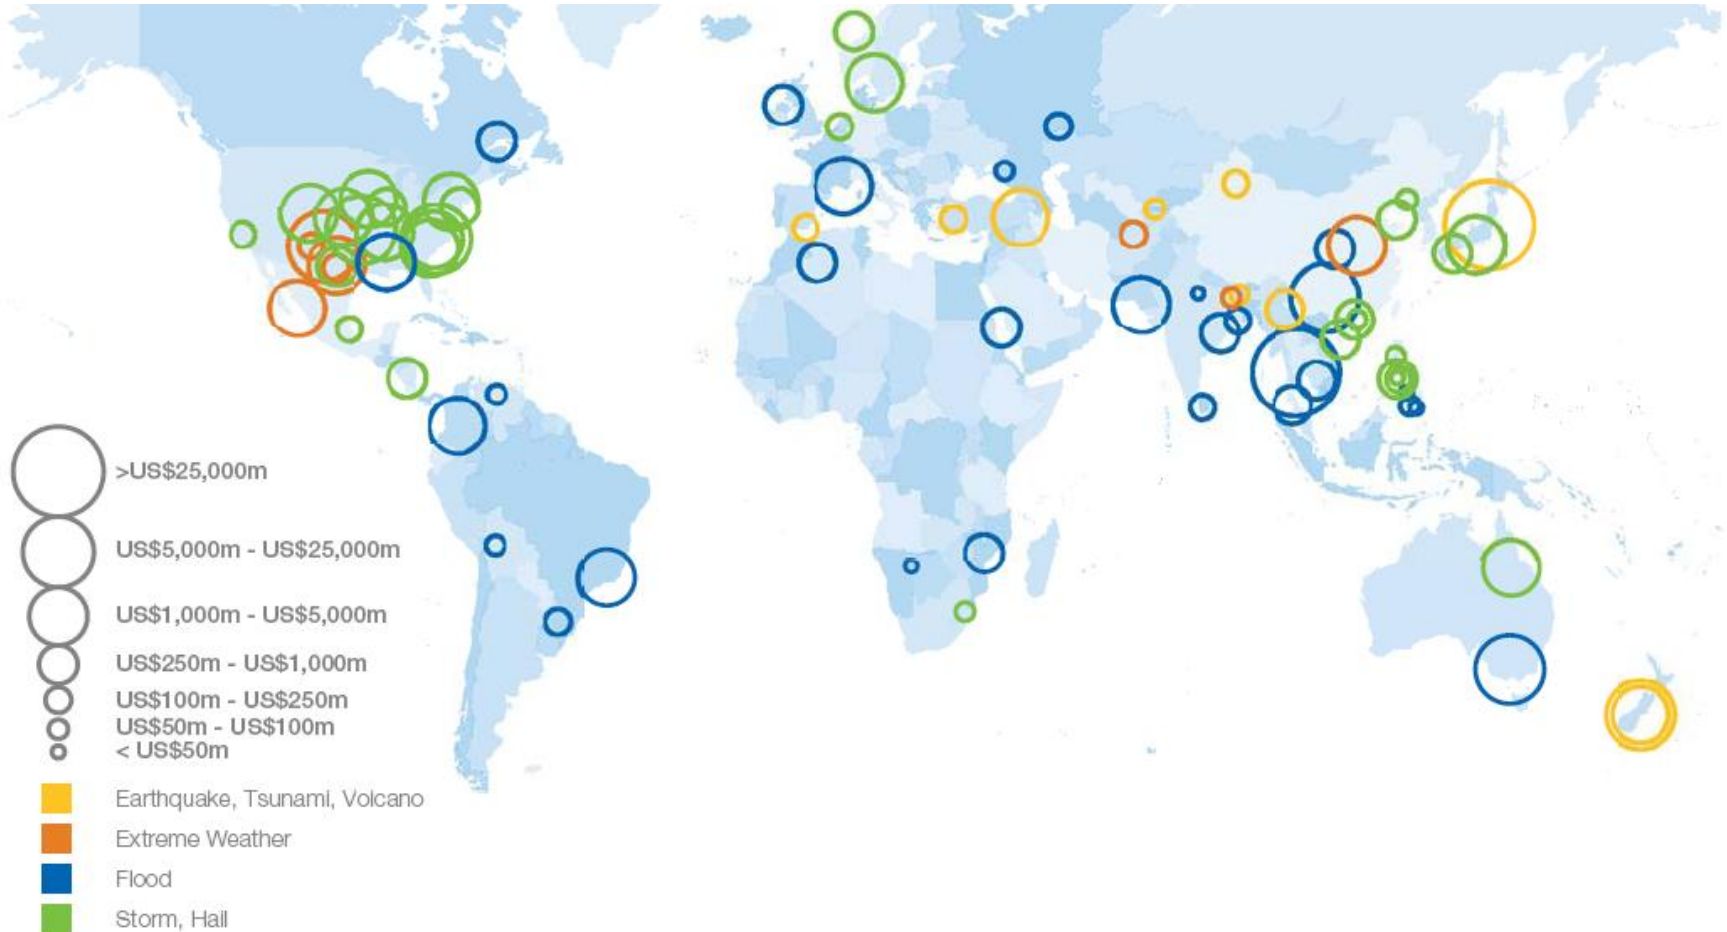 >US$25,000m
US$5,000m - US$25,000m
US$1,000m - US$5,000m
US$250m - US$1,000m
US$100m - US$250m
US$50m - US$100m
< US$50m
Earthquake, Tsunami, Volcano
Extreme Weather
Flood
Storm, Hail